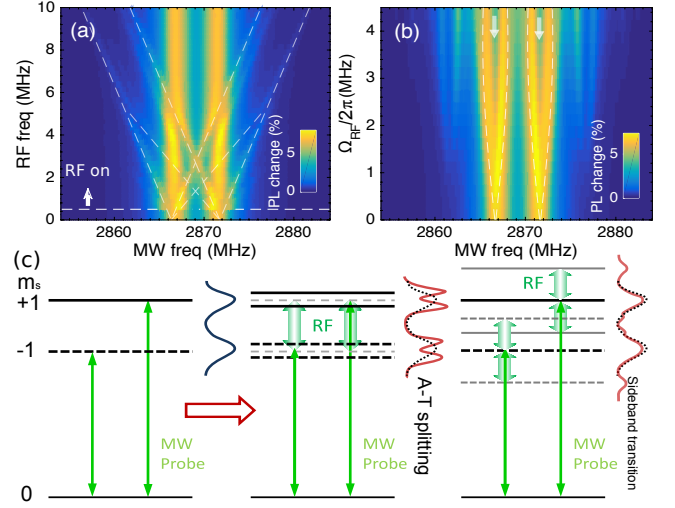 (a)
10
8
6
4
2
0
RF freq (MHz)
RF on
5
0
IPL change (%)
2860
2870
2880
MW freq (MHz)
(b)
4
3
2
1
0
Ω_RF/2π(MHz)
5
0
PL change (%)
2860
2870
2880
MW freq (MHz)
(c)
m_s
+1
-1
0
MW
Probe
RF
MW
Probe
A-T splitting
RF
MW
Probe
Sideband transition